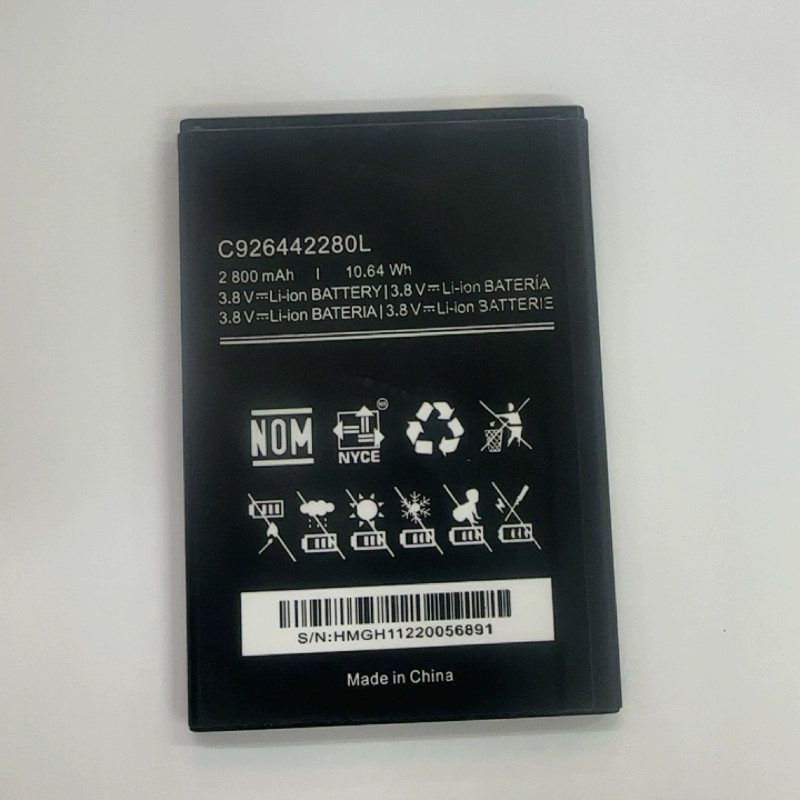 C926442280L
2 800 mAh | 10.64 Wh
3.8 V⎓Li-ion BATTERY | 3.8 V⎓Li-ion BATERÍA
3.8 V⎓Li-ion BATERIA | 3.8 V⎓Li-ion BATTERIE
NOM
NYCE
S/N:HMGH11220056891
Made in China